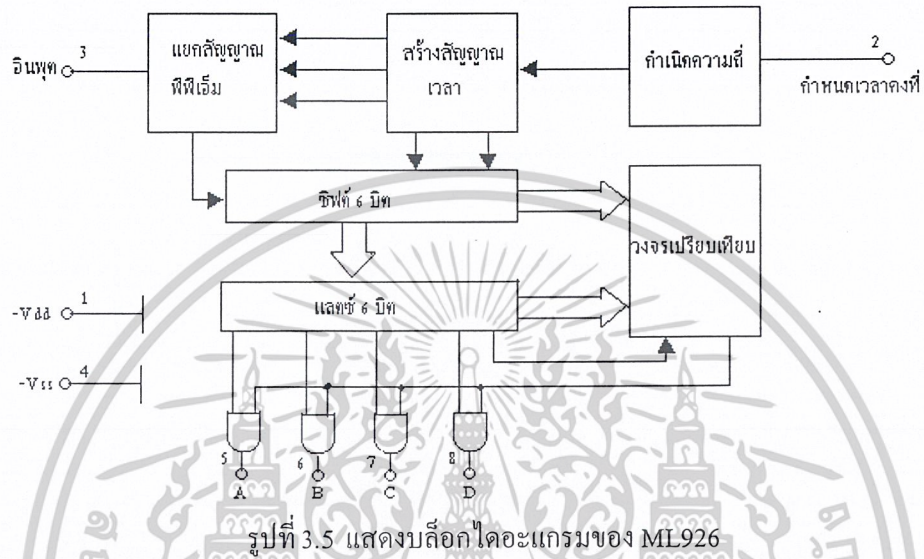 อินพุต
3
แยกสัญญาณ
พีพีเอ็ม
สร้างสัญญาณ
เวลา
กำเนิดความถี่
2
กำหนดเวลาคงที่
ซิฟต์ 6 บิต
วงจรเปรียบเทียบ
แลตซ์ 6 บิต
-Vdd
1
-Vss
4
5
6
7
8
A
B
C
D
รูปที่ 3.5 แสดงบล็อกไดอะแกรมของ ML926